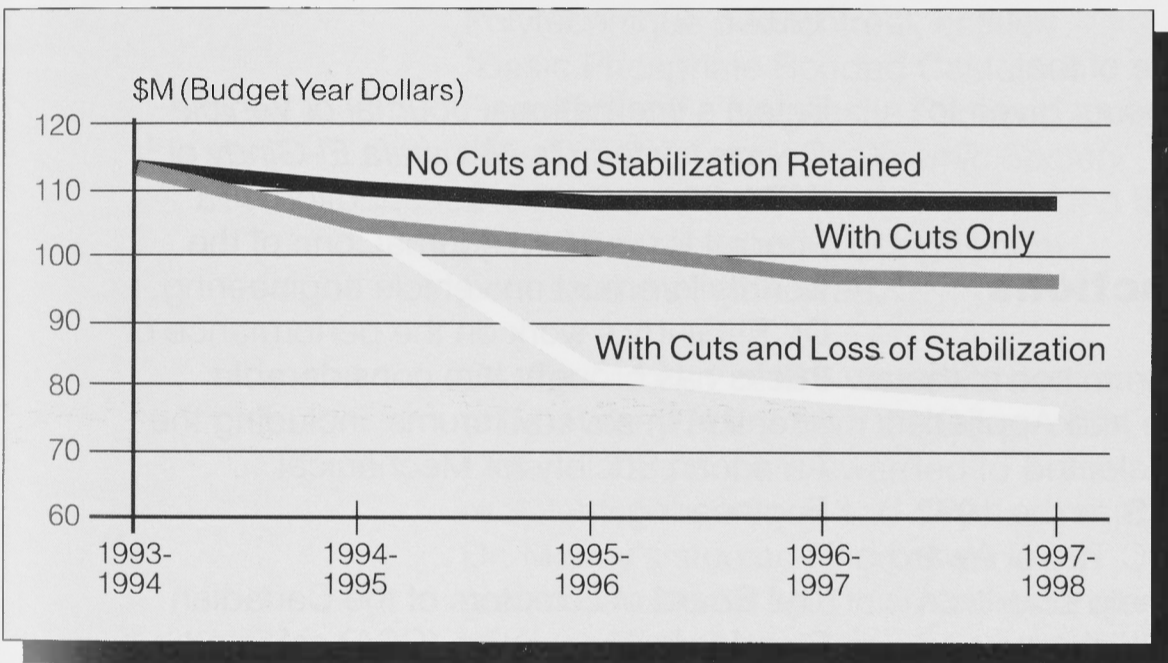 $M (Budget Year Dollars)
120
No Cuts and Stabilization Retained
110
With Cuts Only
100
90
With Cuts and Loss of Stabilization
80
70
60
1993- 1994- 1995- 1996- 1997-
1994 1995 1996 1997 1998